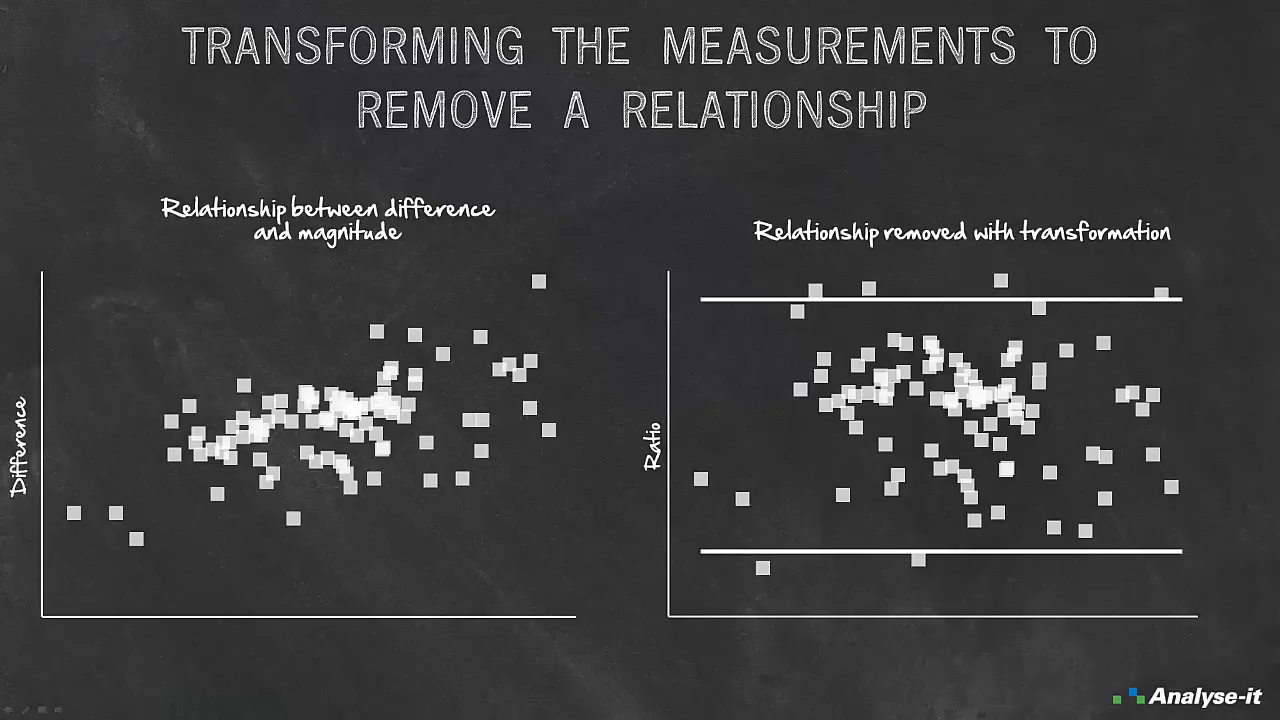 TRANSFORMING THE MEASUREMENTS TO
REMOVE A RELATIONSHIP
Relationship between difference
and magnitude
Relationship removed with transformation
Difference
Ratio
Analyse-it